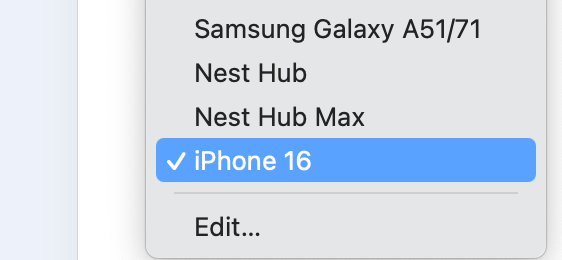 Samsung Galaxy A51/71
Nest Hub
Nest Hub Max
✓ iPhone 16
Edit...